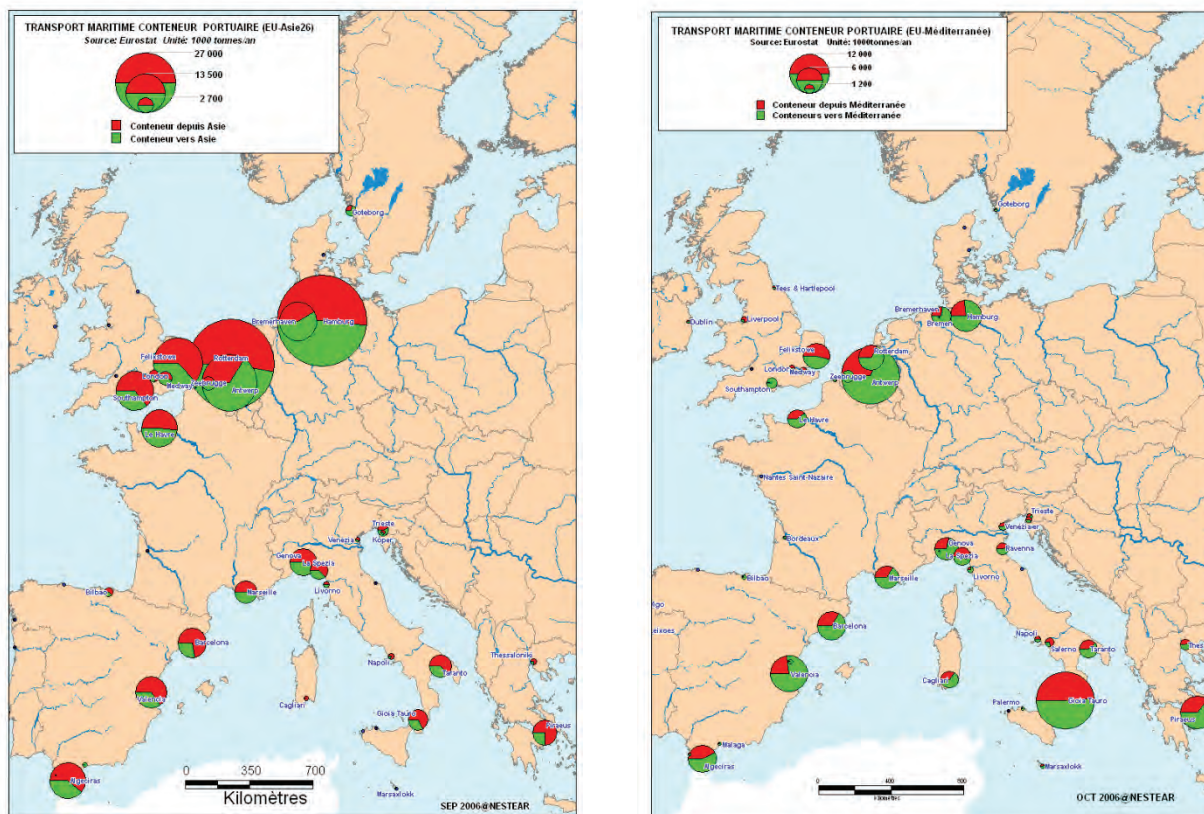 TRANSPORT MARITIME CONTENEUR PORTUAIRE (EU-Asie26)
Source: Eurostat Unité: 1000 tonnes/an
27 000
13 500
2 700
Conteneur depuis Asie
Conteneur vers Asie
Goteborg
Bremerhaven
Hamburg
Felixstowe
Rotterdam
London
Medway
Zeebrugge
Antwerp
Southampton
Le Havre
Trieste
Venezia
Koper
Genova
La Spezia
Livorno
Marseille
Bilbao
Barcelona
Napoli
Thessaloniki
Taranto
Valencia
Cagliari
Gioia Tauro
Piraeus
Algeciras
0 350 700
Kilomètres
Marsaxlokk
SEP 2006@NESTEAR
TRANSPORT MARITIME CONTENEUR PORTUAIRE (EU-Méditerranée)
Source: Eurostat Unité: 1000tonnes/an
12 000
6 000
1 200
Conteneur depuis Méditerranée
Conteneurs vers Méditerranée
Goteborg
Tees & Hartlepool
Bremerhaven
Hamburg
Bremen
Dublin
Liverpool
Felixstowe
Rotterdam
London
Medway
Zeebrugge
Antwerp
Southampton
Le Havre
Nantes Saint-Nazaire
Trieste
Venezia
Bordeaux
Genova
Ravenna
La Spezia
Livorno
Marseille
Bilbao
Barcelona
Napoli
Salerno
Taranto
Valencia
Cagliari
Gioia Tauro
Palermo
Piraeus
Malaga
Algeciras
Marsaxlokk
0 400 800
Kilomètres
OCT 2006@NESTEAR